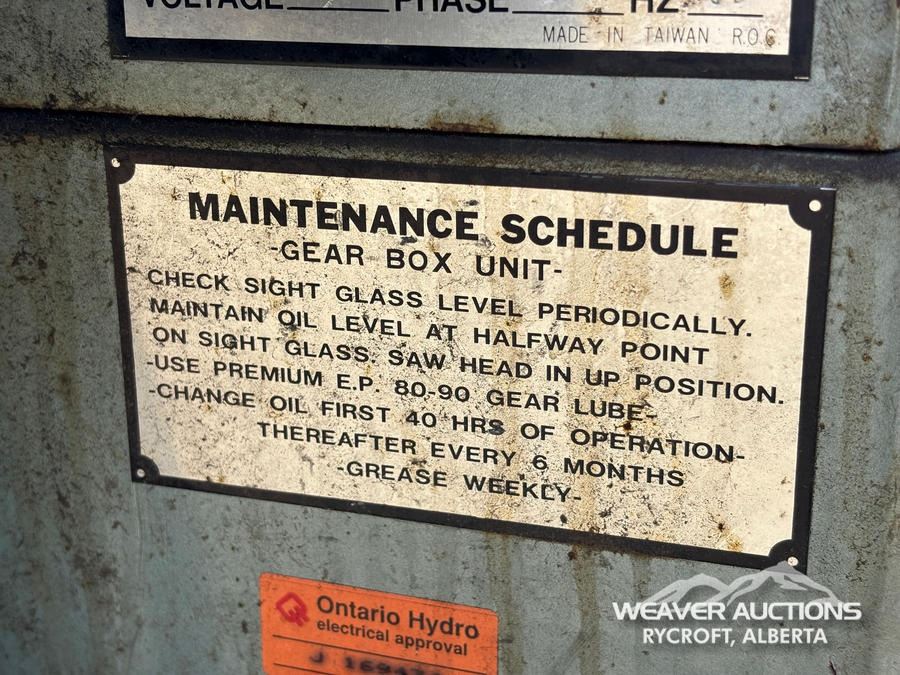 VOLTAGE PHASE HZ
MADE IN TAIWAN R.O.C
MAINTENANCE SCHEDULE
-GEAR BOX UNIT-
CHECK SIGHT GLASS LEVEL PERIODICALLY.
MAINTAIN OIL LEVEL AT HALFWAY POINT
ON SIGHT GLASS. SAW HEAD IN UP POSITION.
-USE PREMIUM E.P. 80-90 GEAR LUBE-
-CHANGE OIL FIRST 40 HRS OF OPERATION-
THEREAFTER EVERY 6 MONTHS
-GREASE WEEKLY-
Ontario Hydro
electrical approval
WEAVER AUCTIONS
RYCROFT, ALBERTA